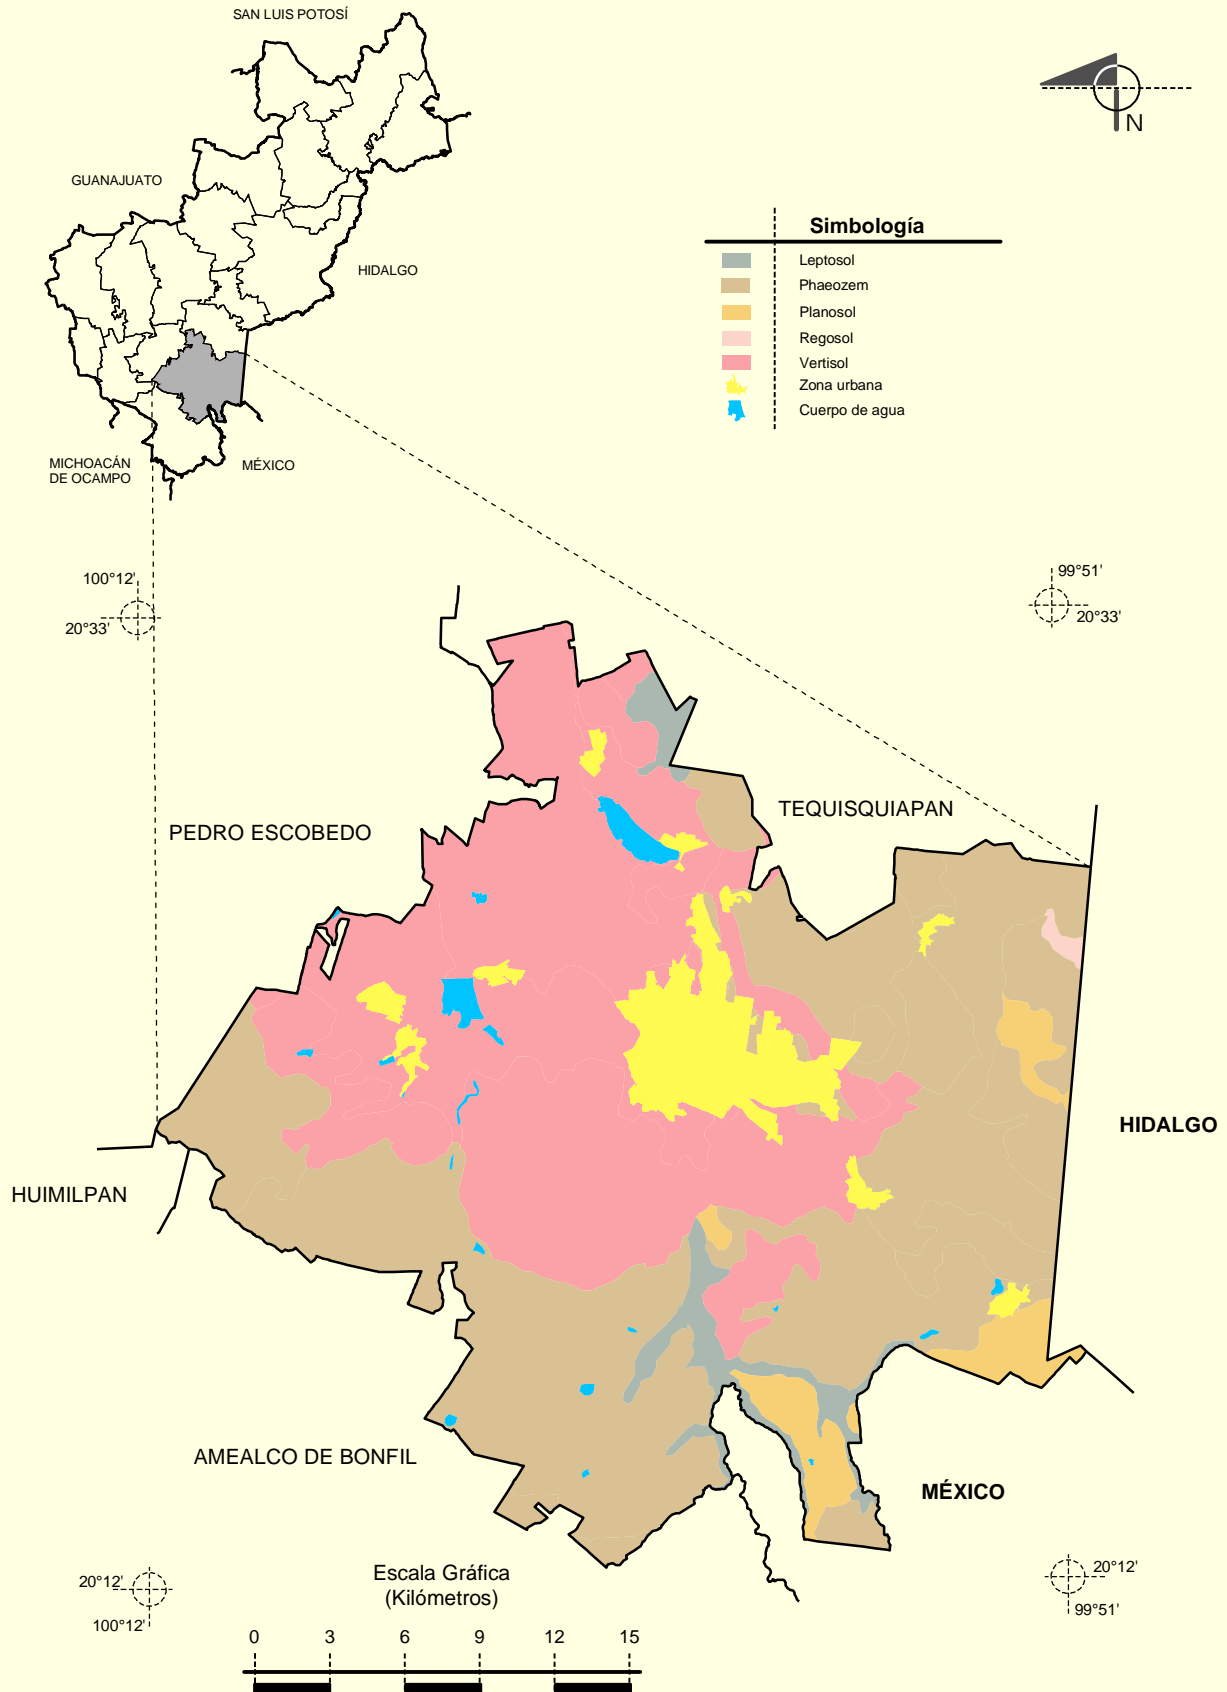 SAN LUIS POTOSÍ
GUANAJUATO
HIDALGO
MICHOACÁN
DE OCAMPO
MÉXICO
N
Simbología
Leptosol
Phaeozem
Planosol
Regosol
Vertisol
Zona urbana
Cuerpo de agua
100°12'
20°33'
99°51'
20°33'
PEDRO ESCOBEDO
TEQUISQUIAPAN
HIDALGO
HUIMILPAN
AMEALCO DE BONFIL
MÉXICO
20°12'
100°12'
20°12'
99°51'
Escala Gráfica
(Kilómetros)
0 3 6 9 12 15